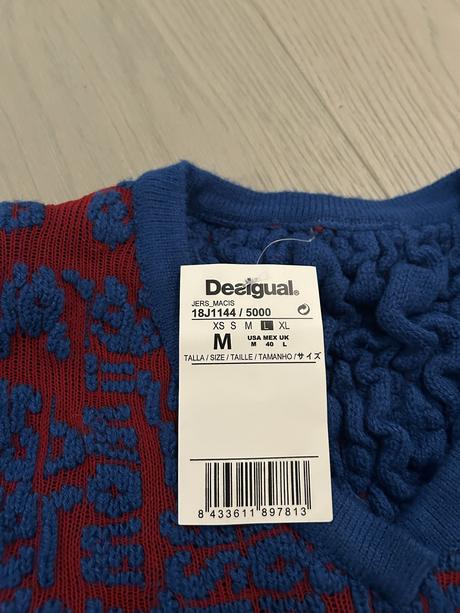 Desigual®
JERS_MACIS
18J1144 / 5000
XS S M L XL
M
USA MEX UK
M 40 L
TALLA / SIZE / TAILLE / TAMANHO / サイズ
8 433611 897813